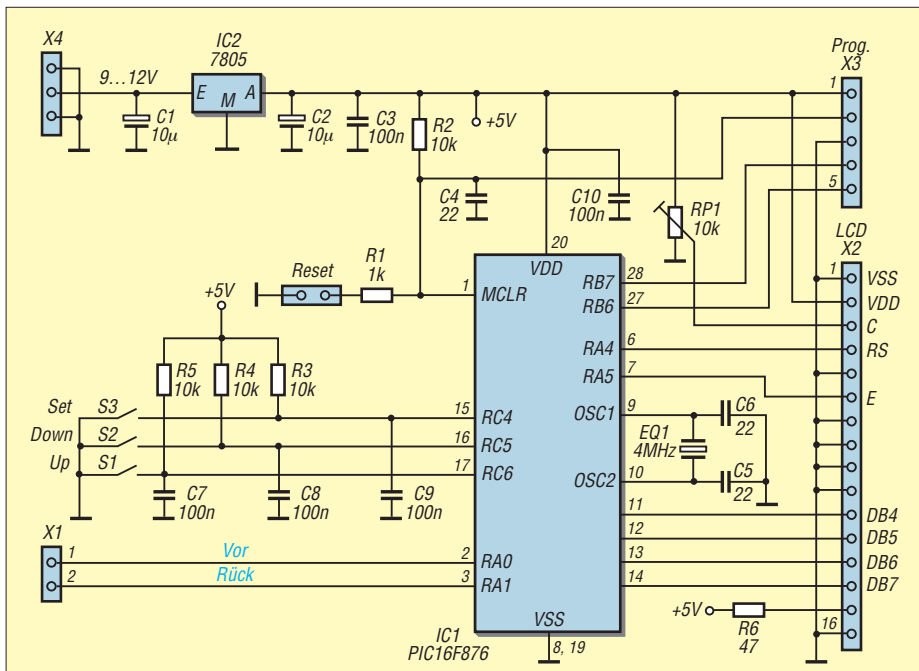 X4
9...12V
C1
10µ
IC2
7805
E
M
A
C2
10µ
C3
100n
R2
10k
+5V
C4
22
C10
100n
RP1
10k
Prog.
X3
1
5
LCD
X2
1
VSS
VDD
C
RS
E
DB4
DB5
DB6
DB7
16
Reset
R1
1k
+5V
R5
10k
R4
10k
R3
10k
Set
S3
Down
S2
Up
S1
C7
100n
C8
100n
C9
100n
X1
1
2
Vor
Rück
20
VDD
1
MCLR
15
RC4
16
RC5
17
RC6
2
RA0
3
RA1
VSS
8, 19
IC1
PIC16F876
RB7
28
RB6
27
RA4
6
RA5
7
OSC1
9
OSC2
10
11
12
13
14
EQ1
4MHz
C6
22
C5
22
+5V
R6
47